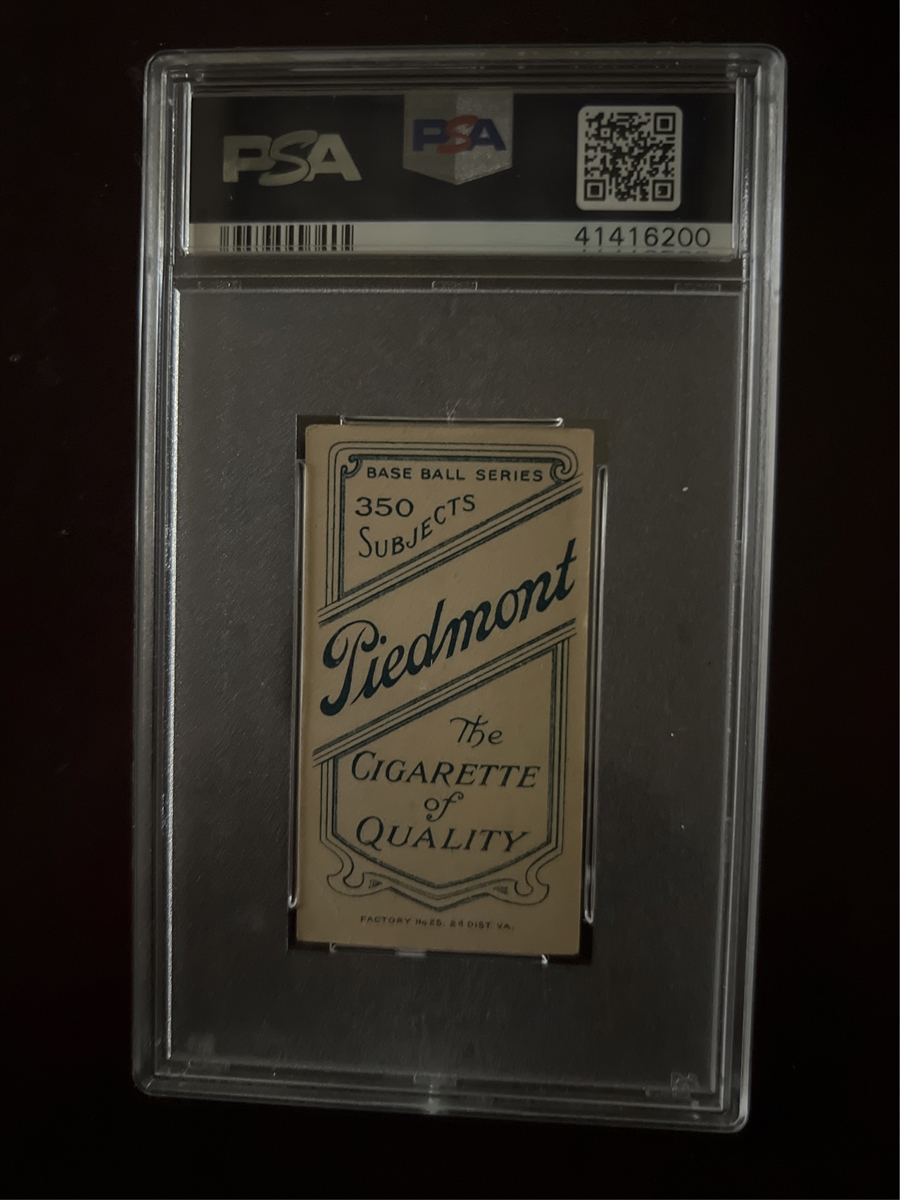 PSA
PSA
41416200
BASE BALL SERIES
350
SUBJECTS
Piedmont
The
CIGARETTE
of
QUALITY
FACTORY No 25. 2d DIST. VA.